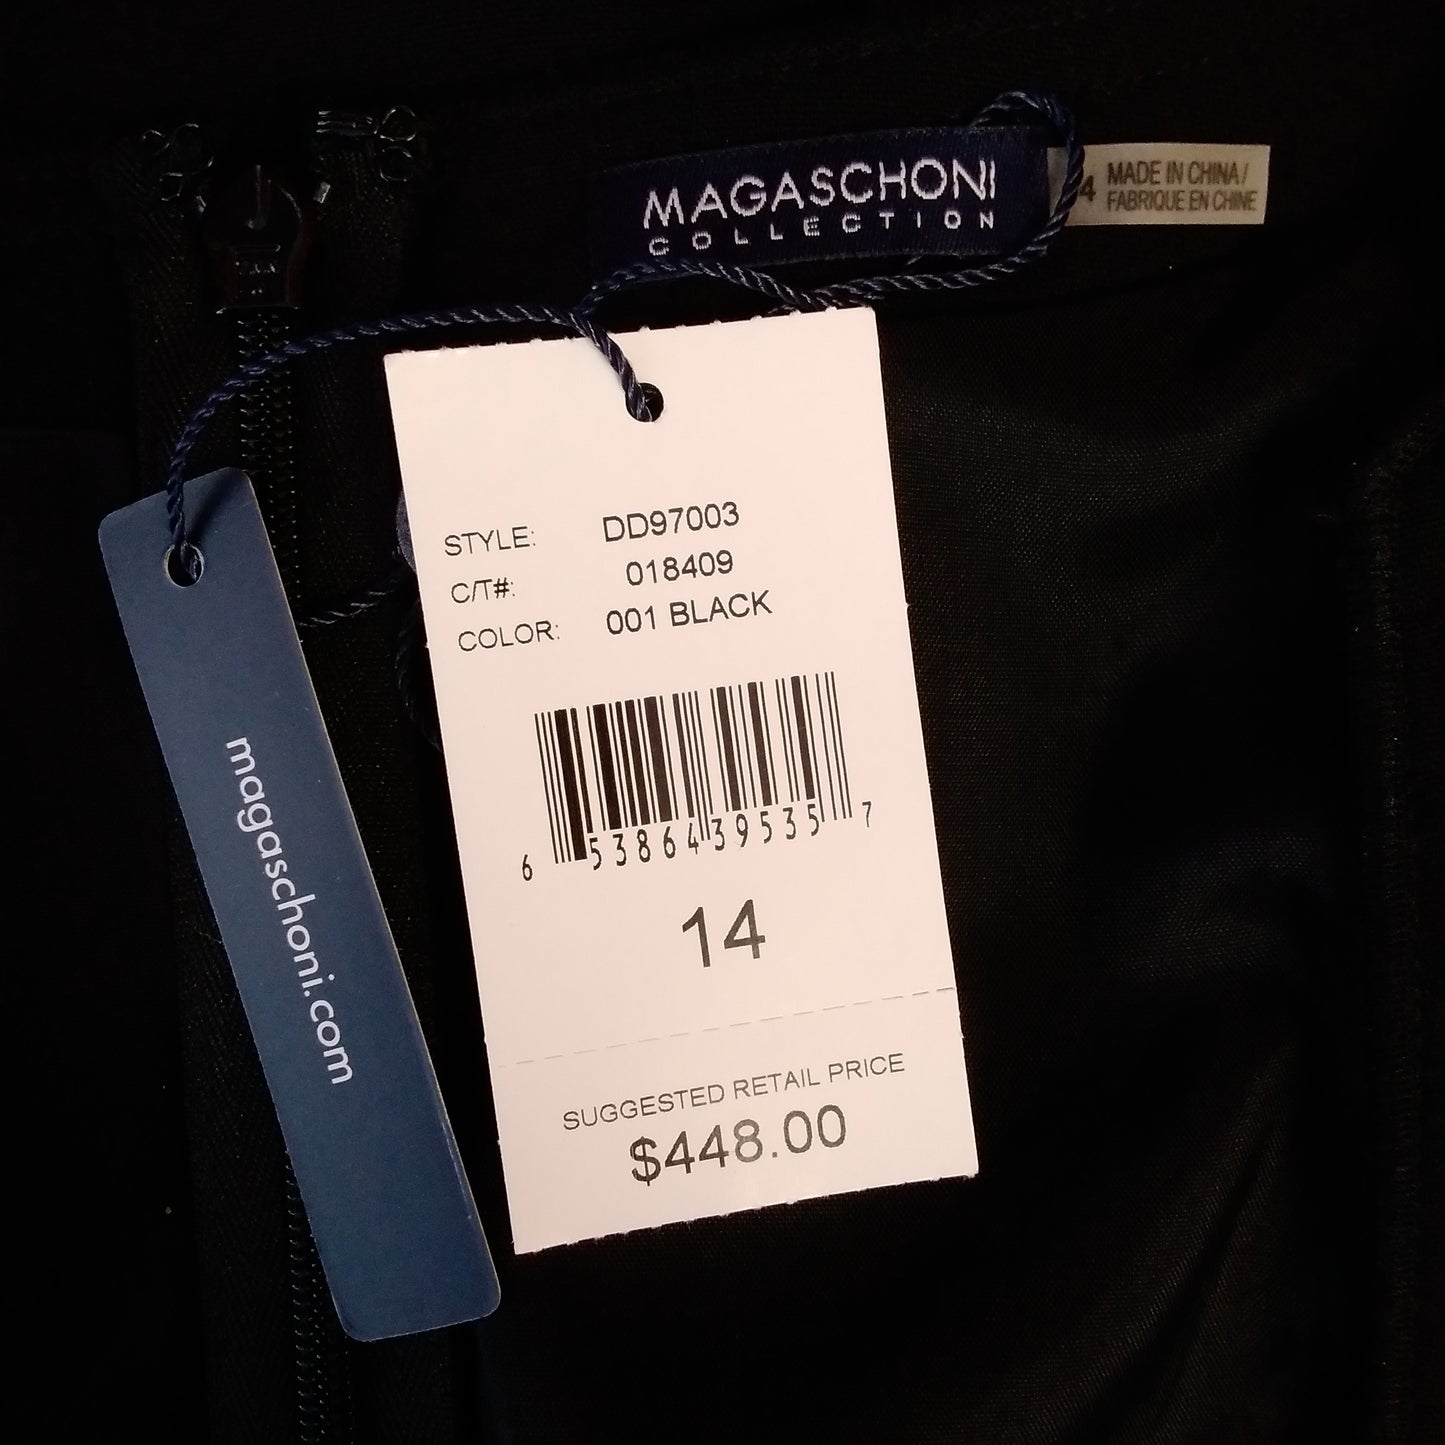 MAGASCHONI
COLLECTION
4
MADE IN CHINA/
FABRIQUE EN CHINE
STYLE: DD97003
C/T#: 018409
COLOR: 001 BLACK
6 53864 39535 7
14
SUGGESTED RETAIL PRICE
$448.00
magaschoni.com